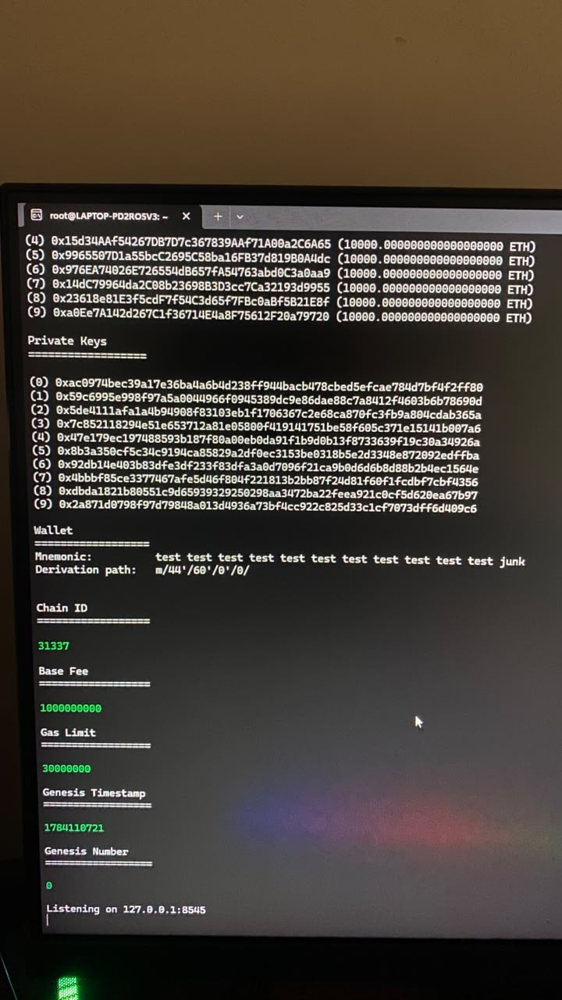 root@LAPTOP-PD2RO5V3: ~
(4) 0x15d34AAf54267DB7D7c367839AAf71A00a2C6A65 (10000.000000000000000000 ETH)
(5) 0x9965507D1a55bcC2695C58ba16FB37d819B0A4dc (10000.000000000000000000 ETH)
(6) 0x976EA74026E726554dB657fA54763abd0C3a0aa9 (10000.000000000000000000 ETH)
(7) 0x14dC79964da2C08b23698B3D3cc7Ca32193d9955 (10000.000000000000000000 ETH)
(8) 0x23618e81E3f5cdF7f54C3d65f7FBc0aBf5B21E8f (10000.000000000000000000 ETH)
(9) 0xa0Ee7A142d267C1f36714E4a8F75612F20a79720 (10000.000000000000000000 ETH)
Private Keys
==================
(0) 0xac0974bec39a17e36ba4a6b4d238ff944bacb478cbed5efcae784d7bf4f2ff80
(1) 0x59c6995e998f97a5a0044966f0945389dc9e86dae88c7a8412f4603b6b78690d
(2) 0x5de4111afa1a4b94908f83103eb1f1706367c2e68ca870fc3fb9a804cdab365a
(3) 0x7c852118294e51e653712a81e05800f419141751be58f605c371e15141b007a6
(4) 0x47e179ec197488593b187f80a00eb0da91f1b9d0b13f8733639f19c30a34926a
(5) 0x8b3a350cf5c34c9194ca85829a2df0ec3153be0318b5e2d3348e872092edffba
(6) 0x92db14e403b83dfe3df233f83dfa3a0d7096f21ca9b0d6d6b8d88b2b4ec1564e
(7) 0x4bbbf85ce3377467afe5d46f804f221813b2bb87f24d81f60f1fcdbf7cbf4356
(8) 0xdbda1821b80551c9d65939329250298aa3472ba22feea921c0cf5d620ea67b97
(9) 0x2a871d0798f97d79848a013d4936a73bf4cc922c825d33c1cf7073dff6d409c6
Wallet
==================
Mnemonic:          test test test test test test test test test test test junk
Derivation path:   m/44'/60'/0'/0/
Chain ID
==================
31337
Base Fee
==================
1000000000
Gas Limit
==================
30000000
Genesis Timestamp
==================
1784110721
Genesis Number
==================
0
Listening on 127.0.0.1:8545